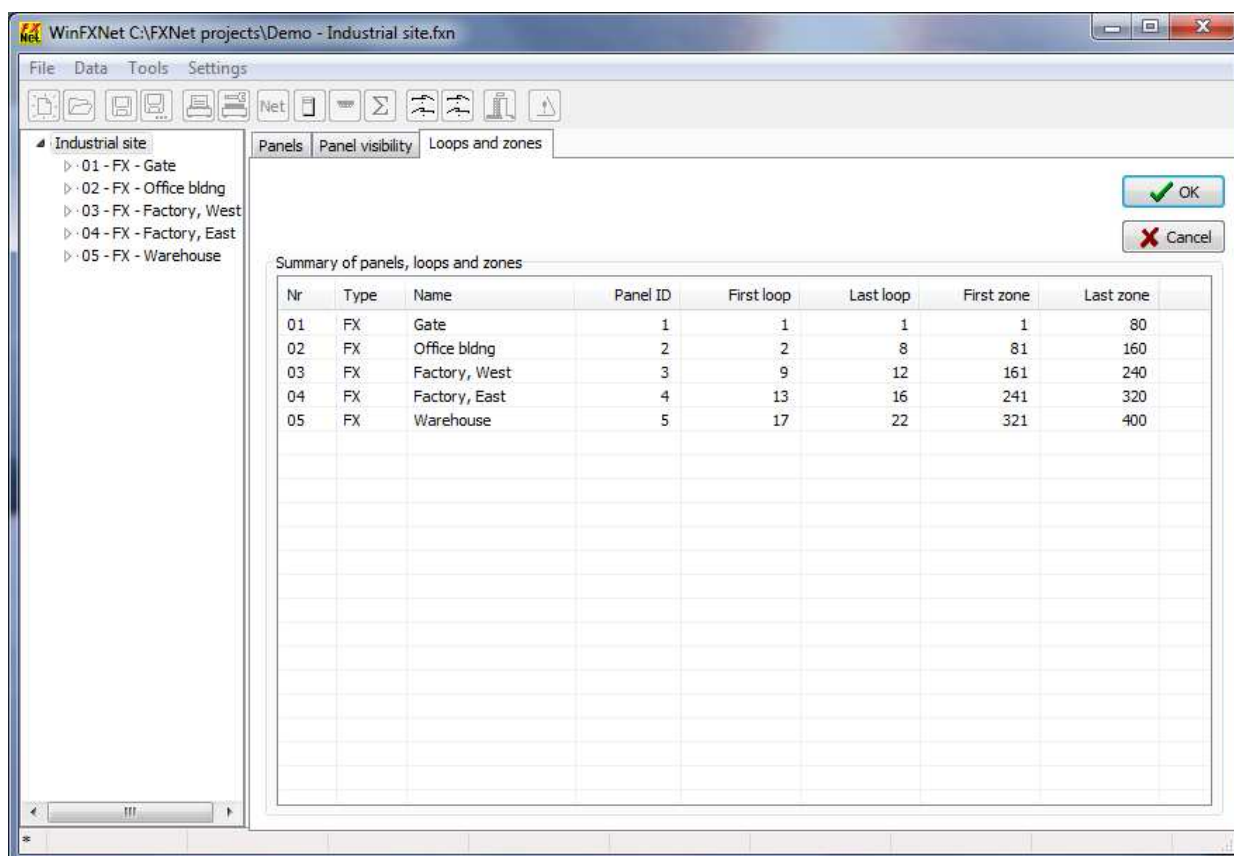 WinFXNet C:\FXNet projects\Demo - Industrial site.fxn
File Data Tools Settings
Net
Industrial site
01 - FX - Gate
02 - FX - Office bldng
03 - FX - Factory, West
04 - FX - Factory, East
05 - FX - Warehouse
Panels Panel visibility Loops and zones
OK
Cancel
Summary of panels, loops and zones
Nr Type Name Panel ID First loop Last loop First zone Last zone
01 FX Gate 1 1 1 1 80
02 FX Office bldng 2 2 8 81 160
03 FX Factory, West 3 9 12 161 240
04 FX Factory, East 4 13 16 241 320
05 FX Warehouse 5 17 22 321 400
*